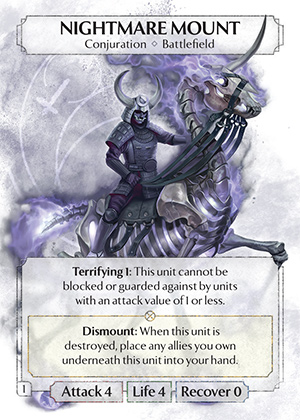 NIGHTMARE MOUNT
Conjuration ◇ Battlefield
Terrifying 1: This unit cannot be
blocked or guarded against by units
with an attack value of 1 or less.
Dismount: When this unit is
destroyed, place any allies you own
underneath this unit into your hand.
1
Attack 4 Life 4 Recover 0